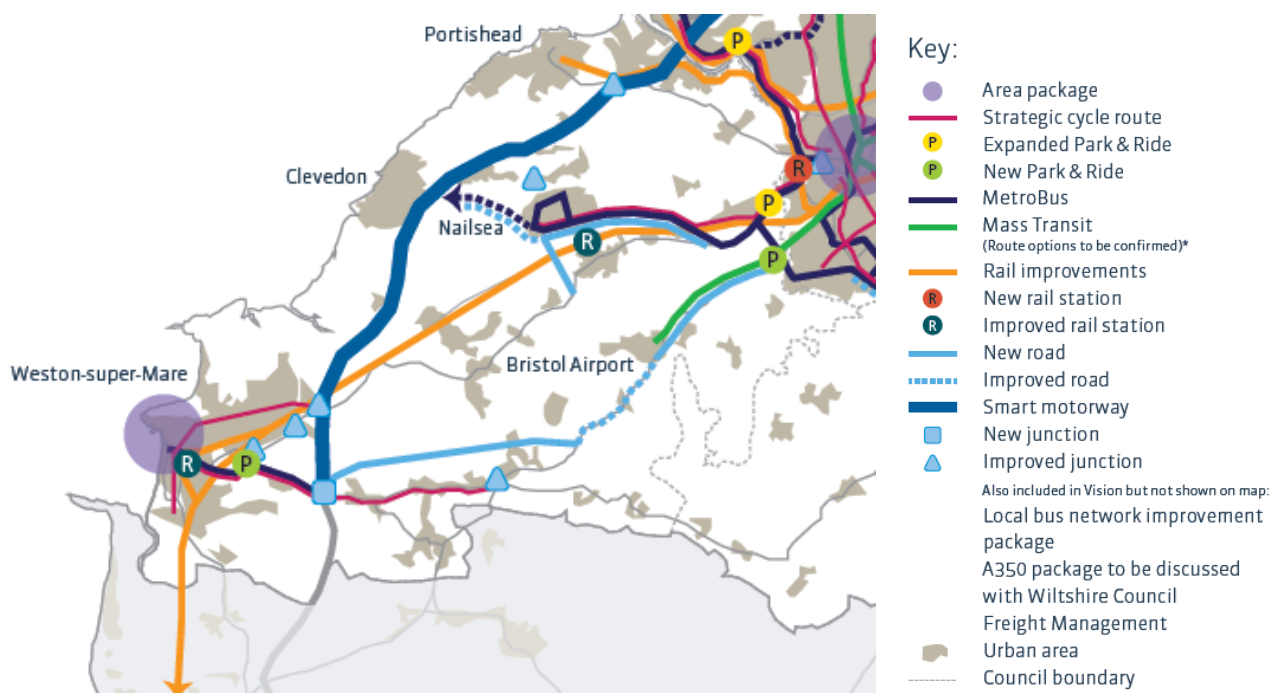 Portishead
P
Clevedon
R
P
Nailsea
R
P
Bristol Airport
Weston-super-Mare
R
P
Key:
Area package
Strategic cycle route
P Expanded Park & Ride
P New Park & Ride
MetroBus
Mass Transit
(Route options to be confirmed)*
Rail improvements
R New rail station
R Improved rail station
New road
Improved road
Smart motorway
New junction
Improved junction
Also included in Vision but not shown on map:
Local bus network improvement
package
A350 package to be discussed
with Wiltshire Council
Freight Management
Urban area
Council boundary